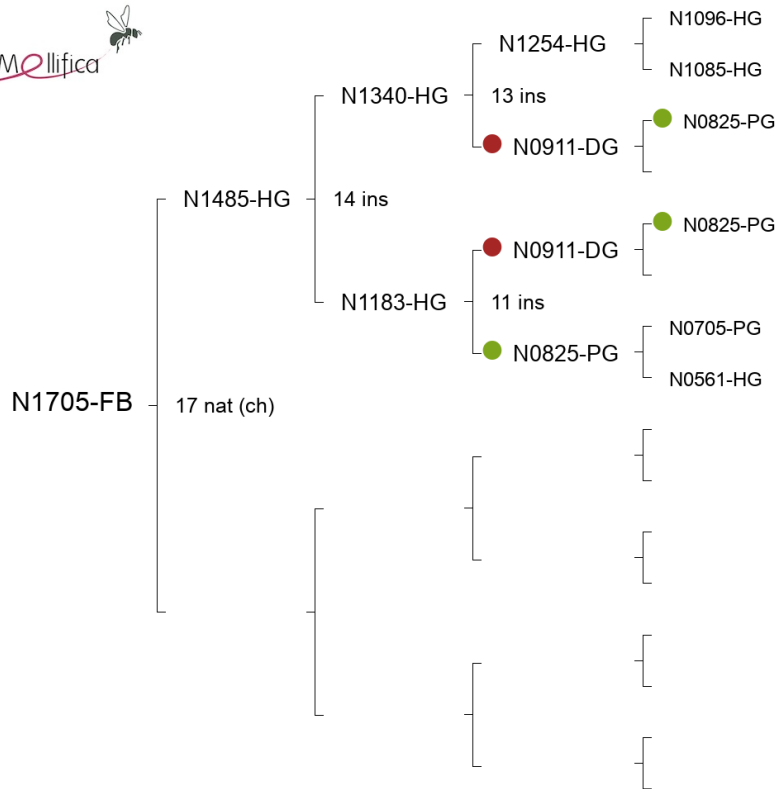 Mellifica
N1096-HG
N1254-HG
N1085-HG
N1340-HG
13 ins
N0825-PG
N0911-DG
N1485-HG
14 ins
N0825-PG
N0911-DG
N1183-HG
11 ins
N0705-PG
N0825-PG
N0561-HG
N1705-FB
17 nat (ch)